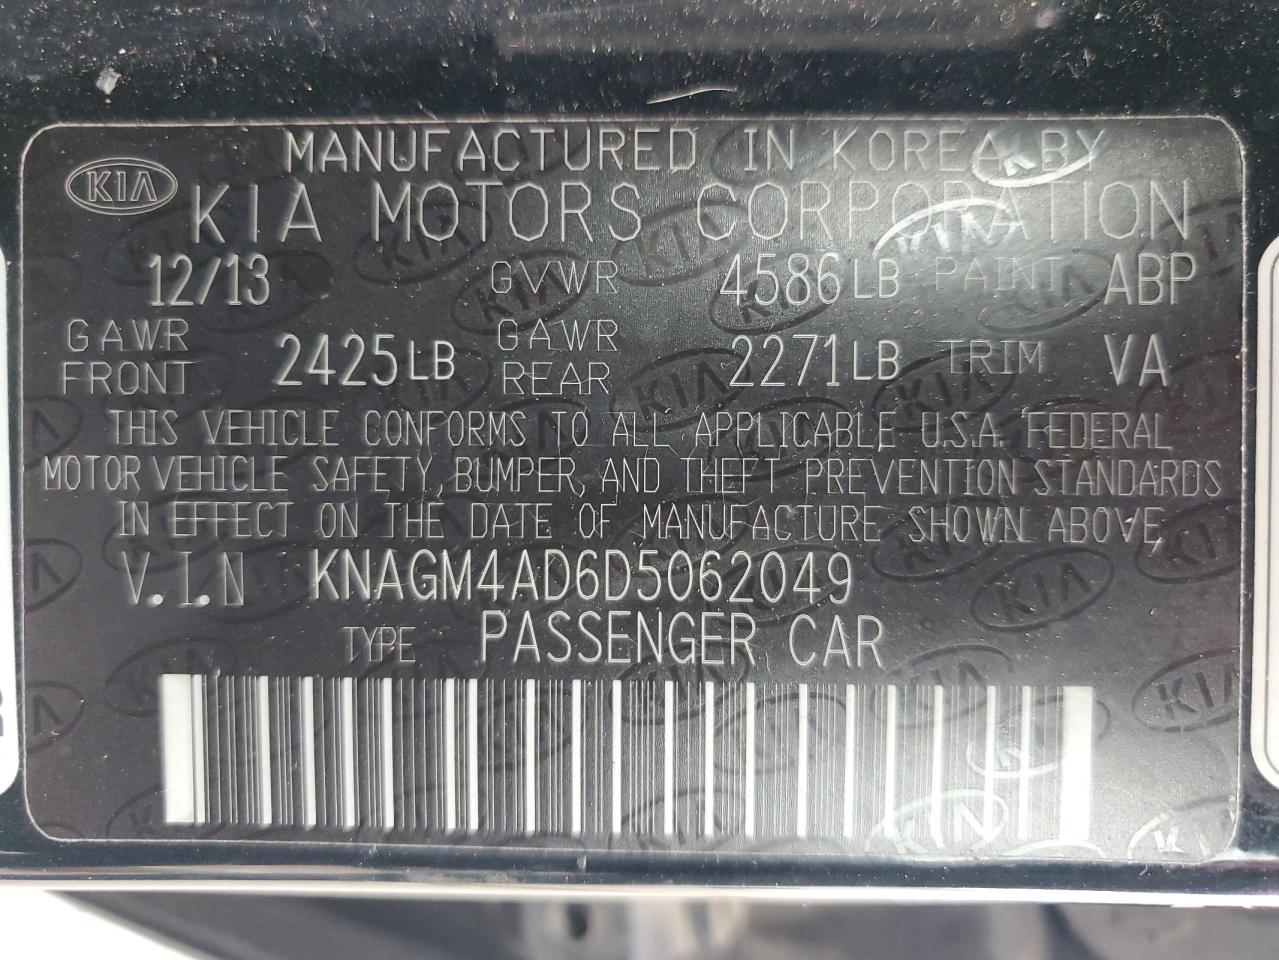 MANUFACTURED IN KOREA BY
KIA KIA MOTORS CORPORATION
12/13 GVWR 4586LB PAINT ABP
GAWR FRONT 2425LB GAWR REAR 2271LB TRIM VA
THIS VEHICLE CONFORMS TO ALL APPLICABLE U.S.A. FEDERAL
MOTOR VEHICLE SAFETY, BUMPER, AND THEFT PREVENTION STANDARDS
IN EFFECT ON THE DATE OF MANUFACTURE SHOWN ABOVE,
V.I.N KNAGM4AD6D5062049
TYPE PASSENGER CAR